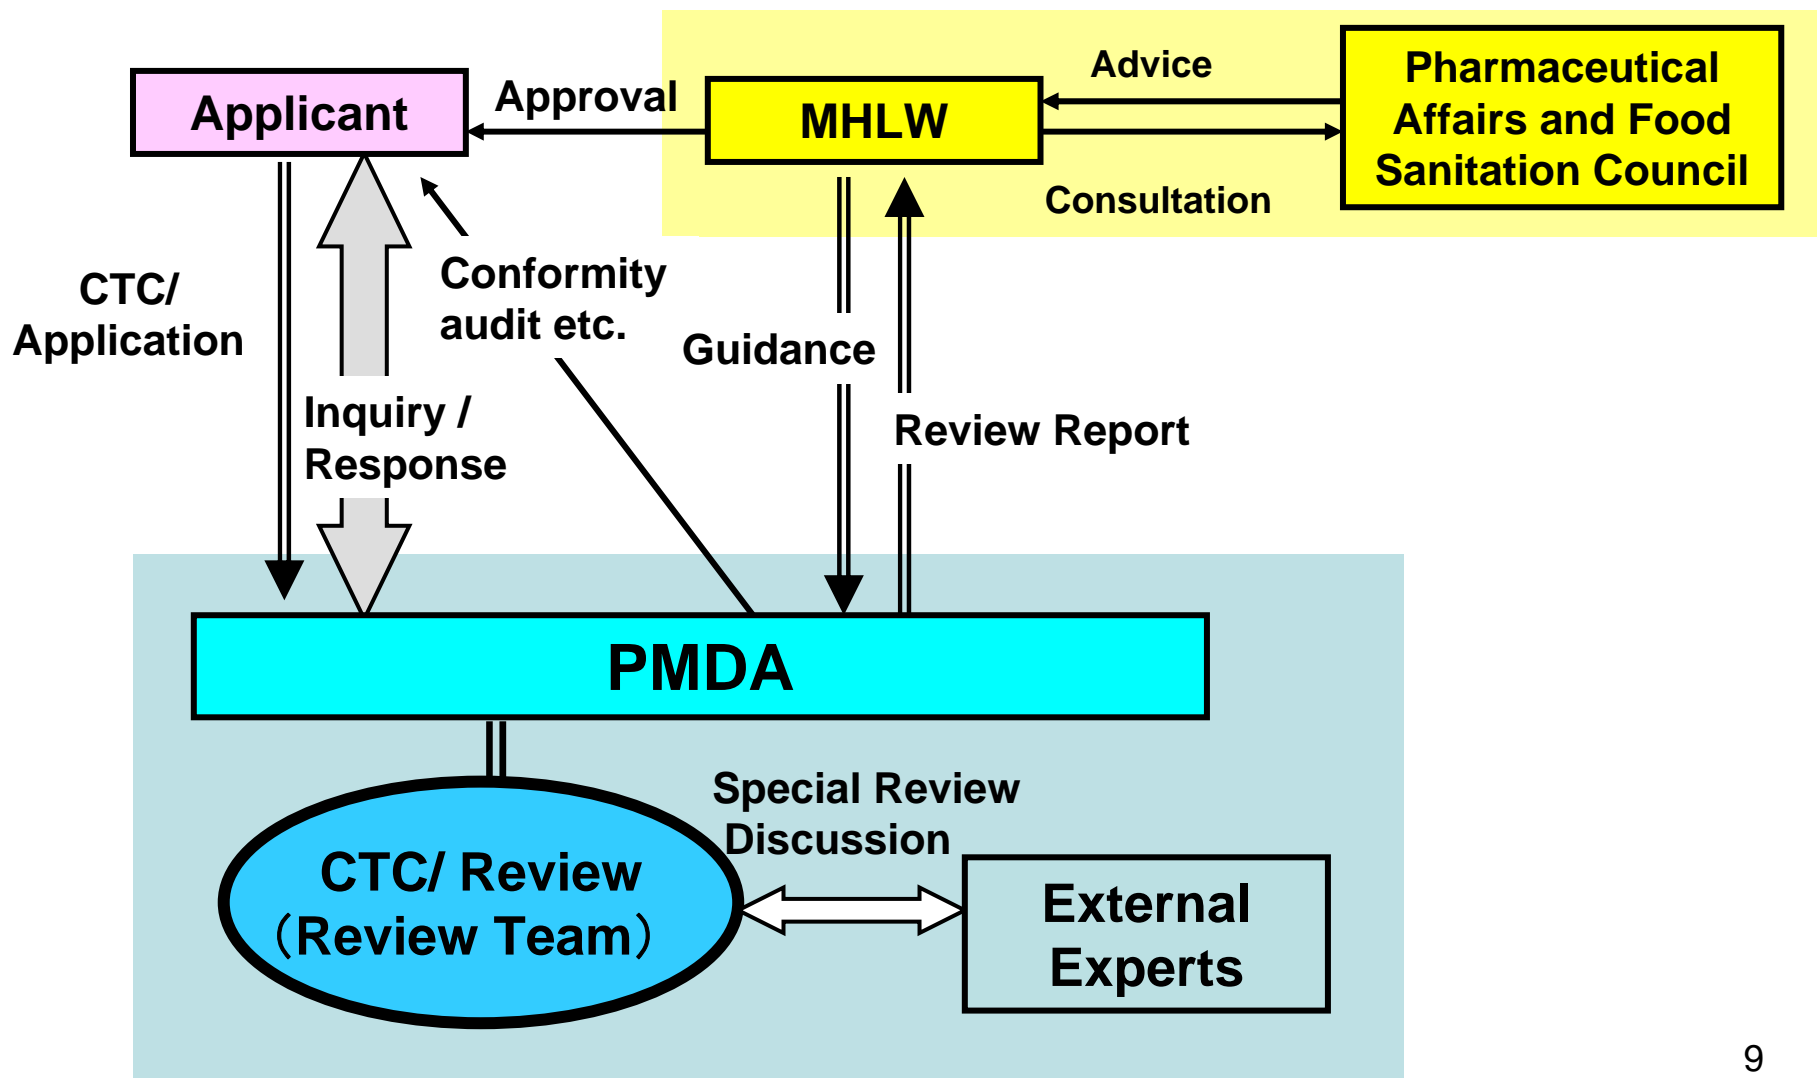 Applicant
Approval
MHLW
Advice
Consultation
Pharmaceutical
Affairs and Food
Sanitation Council
CTC/
Application
Conformity
audit etc.
Inquiry /
Response
Guidance
Review Report
PMDA
CTC/ Review
（Review Team）
Special Review
Discussion
External
Experts
9